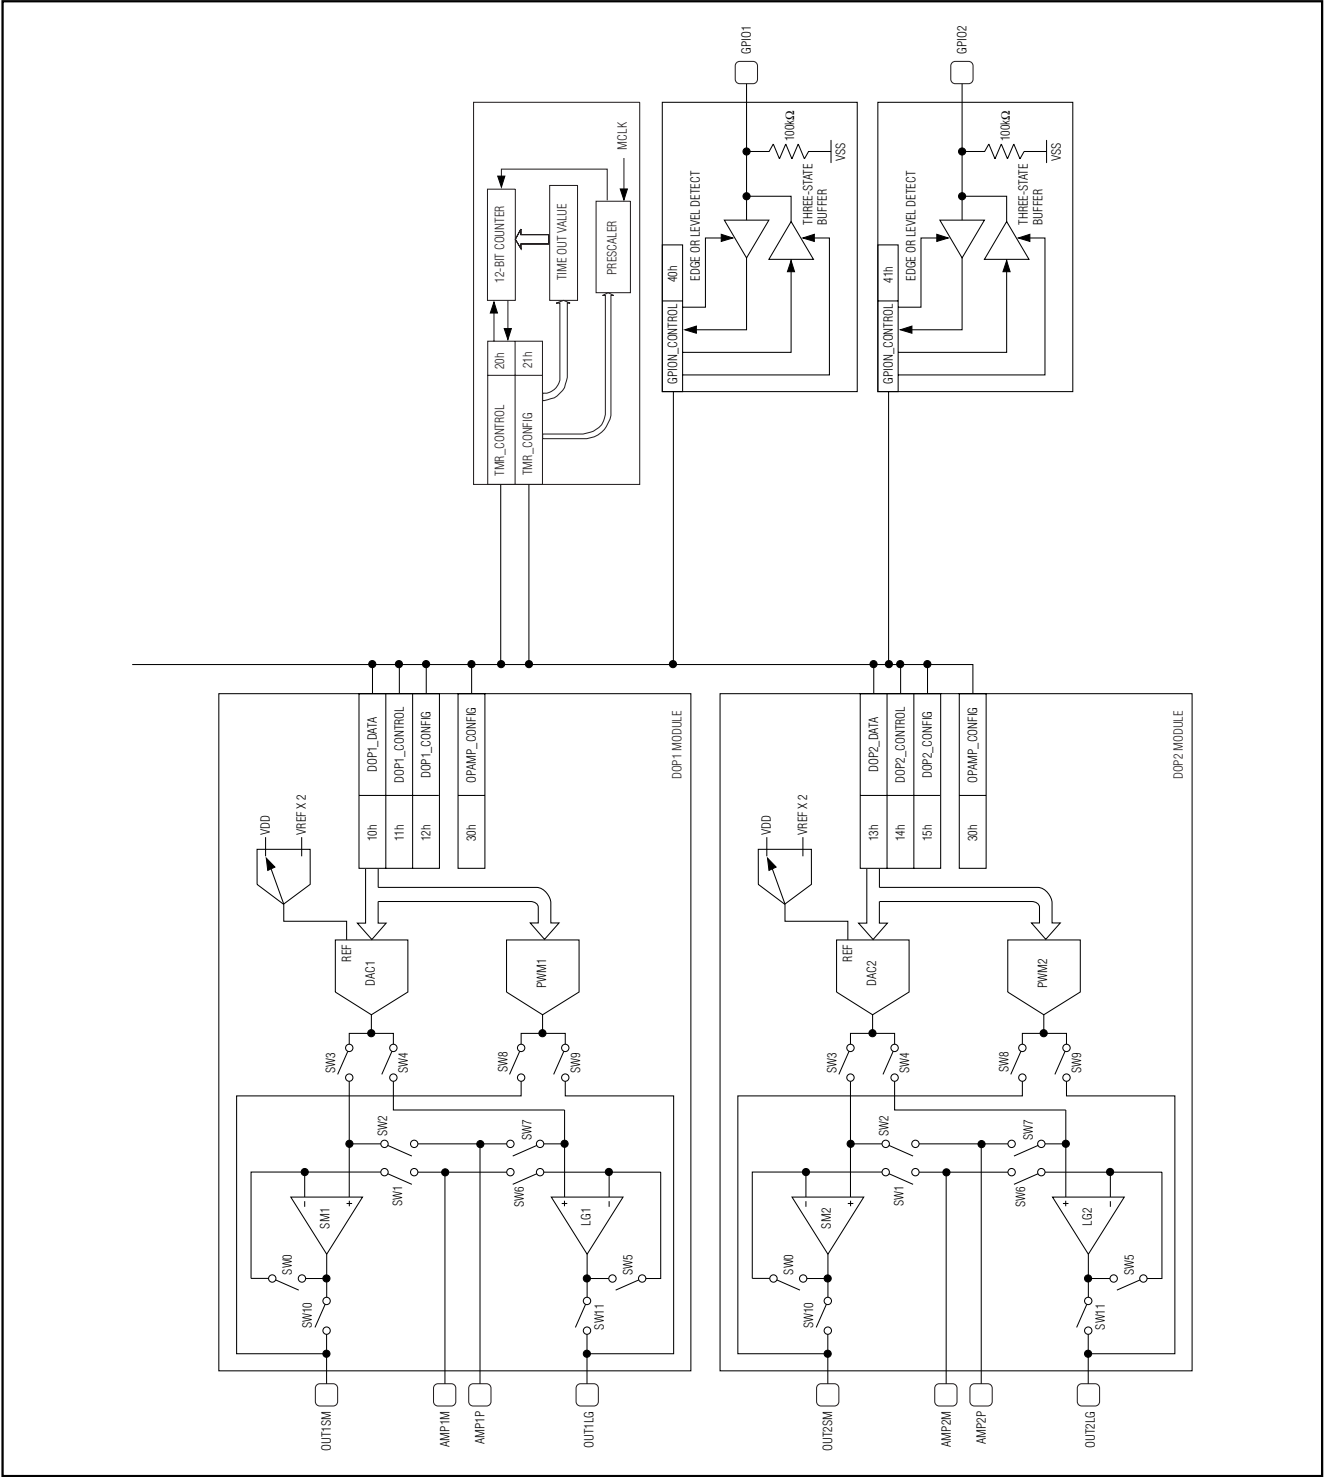 GPIO1
GPIO2
MCLK
12-BIT COUNTER
TIME OUT VALUE
PRESCALER
20h
21h
TMR_CONTROL
TMR_CONFIG
100kΩ
VSS
EDGE OR LEVEL DETECT
THREE-STATE
BUFFER
40h
GPION_CONTROL
100kΩ
VSS
EDGE OR LEVEL DETECT
THREE-STATE
BUFFER
41h
GPION_CONTROL
DOP1_DATA
DOP1_CONTROL
DOP1_CONFIG
OPAMP_CONFIG
10h
11h
12h
30h
DOP1 MODULE
VDD
VREF X 2
REF
DAC1
PWM1
SW3
SW4
SW8
SW9
SW2
SW7
SW1
SW6
SM1
−
+
LG1
+
−
SW0
SW5
SW10
SW11
OUT1SM
AMP1M
AMP1P
OUT1LG
DOP2_DATA
DOP2_CONTROL
DOP2_CONFIG
OPAMP_CONFIG
13h
14h
15h
30h
DOP2 MODULE
VDD
VREF X 2
REF
DAC2
PWM2
SW3
SW4
SW8
SW9
SW2
SW7
SW1
SW6
SM2
−
+
LG2
+
−
SW0
SW5
SW10
SW11
OUT2SM
AMP2M
AMP2P
OUT2LG